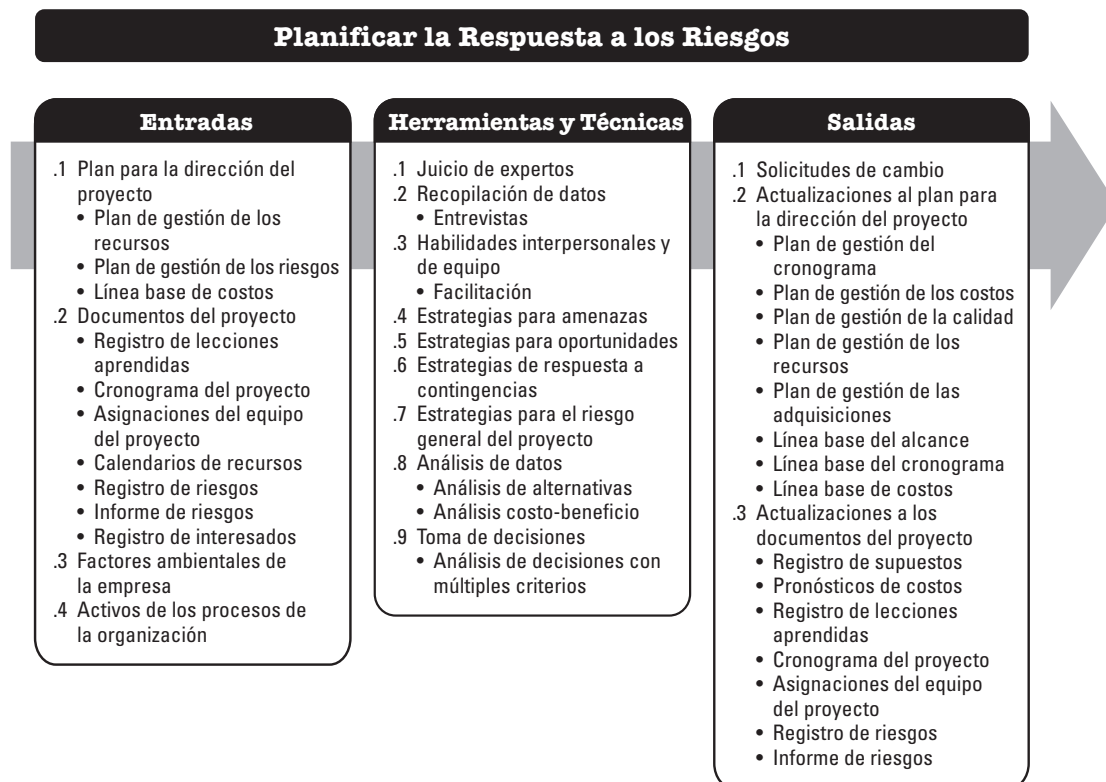 Planificar la Respuesta a los Riesgos
Entradas
.1 Plan para la dirección del
proyecto
• Plan de gestión de los
recursos
• Plan de gestión de los riesgos
• Línea base de costos
.2 Documentos del proyecto
• Registro de lecciones
aprendidas
• Cronograma del proyecto
• Asignaciones del equipo
del proyecto
• Calendarios de recursos
• Registro de riesgos
• Informe de riesgos
• Registro de interesados
.3 Factores ambientales de
la empresa
.4 Activos de los procesos de
la organización
Herramientas y Técnicas
.1 Juicio de expertos
.2 Recopilación de datos
• Entrevistas
.3 Habilidades interpersonales y
de equipo
• Facilitación
.4 Estrategias para amenazas
.5 Estrategias para oportunidades
.6 Estrategias de respuesta a
contingencias
.7 Estrategias para el riesgo
general del proyecto
.8 Análisis de datos
• Análisis de alternativas
• Análisis costo-beneficio
.9 Toma de decisiones
• Análisis de decisiones con
múltiples criterios
Salidas
.1 Solicitudes de cambio
.2 Actualizaciones al plan para
la dirección del proyecto
• Plan de gestión del
cronograma
• Plan de gestión de los costos
• Plan de gestión de la calidad
• Plan de gestión de los
recursos
• Plan de gestión de las
adquisiciones
• Línea base del alcance
• Línea base del cronograma
• Línea base de costos
.3 Actualizaciones a los
documentos del proyecto
• Registro de supuestos
• Pronósticos de costos
• Registro de lecciones
aprendidas
• Cronograma del proyecto
• Asignaciones del equipo
del proyecto
• Registro de riesgos
• Informe de riesgos